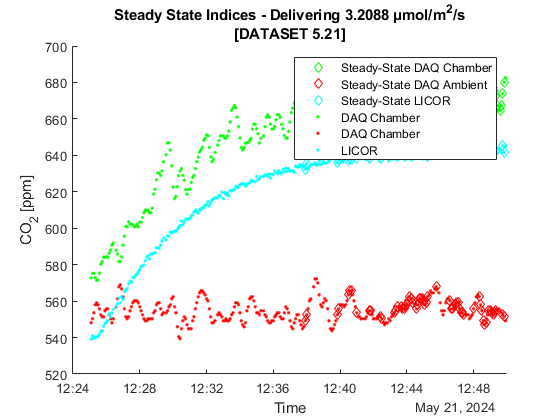 Steady State Indices - Delivering 3.2088 μmol/m²/s
[DATASET 5.21]
700
680
660
640
620
600
580
560
540
520
CO₂ [ppm]
Steady-State DAQ Chamber
Steady-State DAQ Ambient
Steady-State LICOR
DAQ Chamber
DAQ Chamber
LICOR
12:24 12:28 12:32 12:36 12:40 12:44 12:48
Time
May 21, 2024